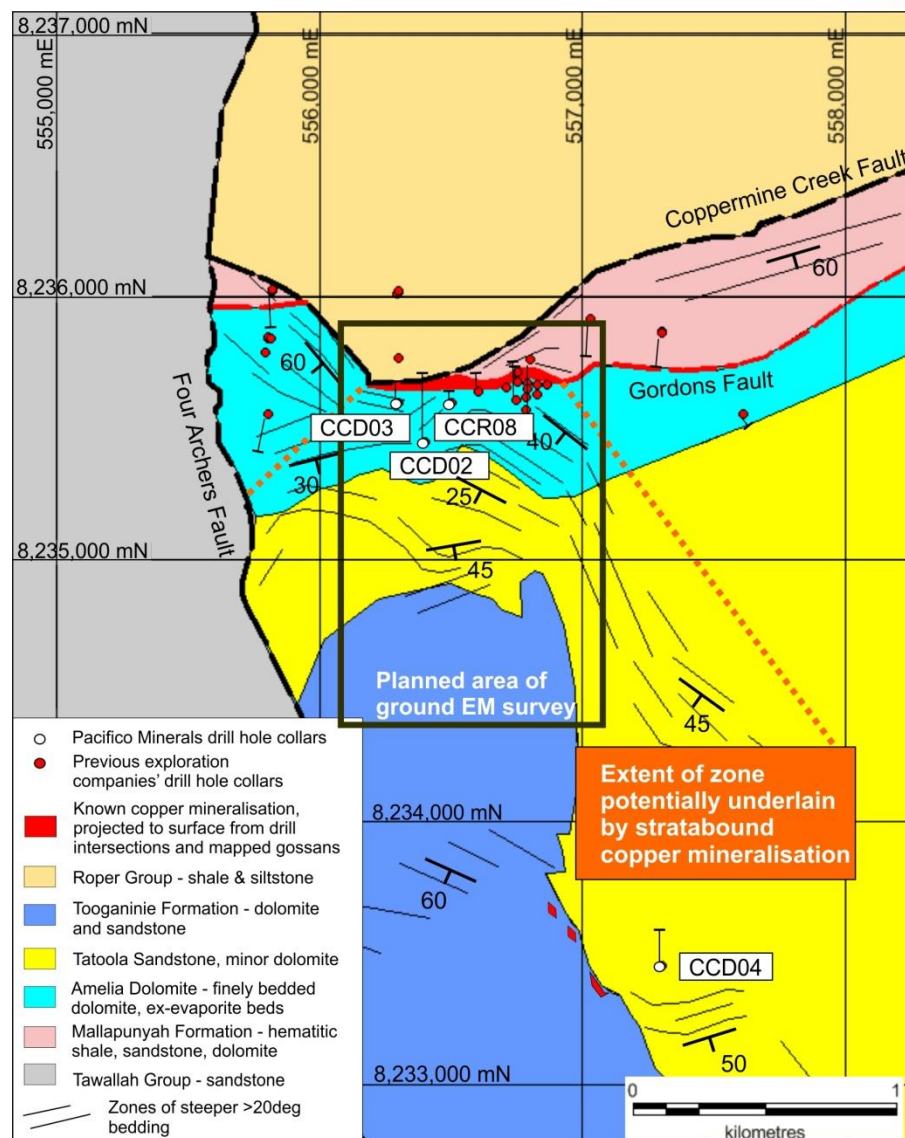 8,237,000 mN
555,000 mE
556,000 mE
557,000 mE
558,000 mE
Coppermine Creek Fault
60
8,236,000 mN
60
Gordons Fault
Four Archers Fault
CCD03
CCR08
40
CCD02
30
25
8,235,000 mN
45
Planned area of
ground EM survey
45
Extent of zone
potentially underlain
by stratabound
copper mineralisation
8,234,000 mN
60
CCD04
50
8,233,000 mN
Pacifico Minerals drill hole collars
Previous exploration
companies' drill hole collars
Known copper mineralisation,
projected to surface from drill
intersections and mapped gossans
Roper Group - shale & siltstone
Tooganinie Formation - dolomite
and sandstone
Tatoola Sandstone, minor dolomite
Amelia Dolomite - finely bedded
dolomite, ex-evaporite beds
Mallapunyah Formation - hematitic
shale, sandstone, dolomite
Tawallah Group - sandstone
Zones of steeper >20deg
bedding
0 1
kilometres